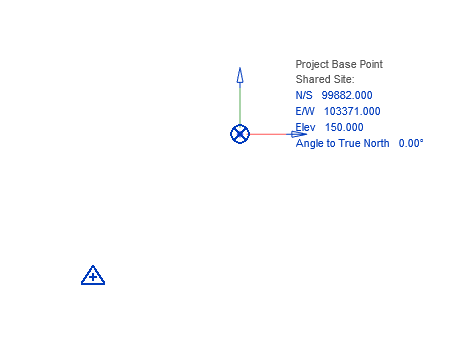 Project Base Point
Shared Site:
N/S 99882.000
E/W 103371.000
Elev 150.000
Angle to True North 0.00°